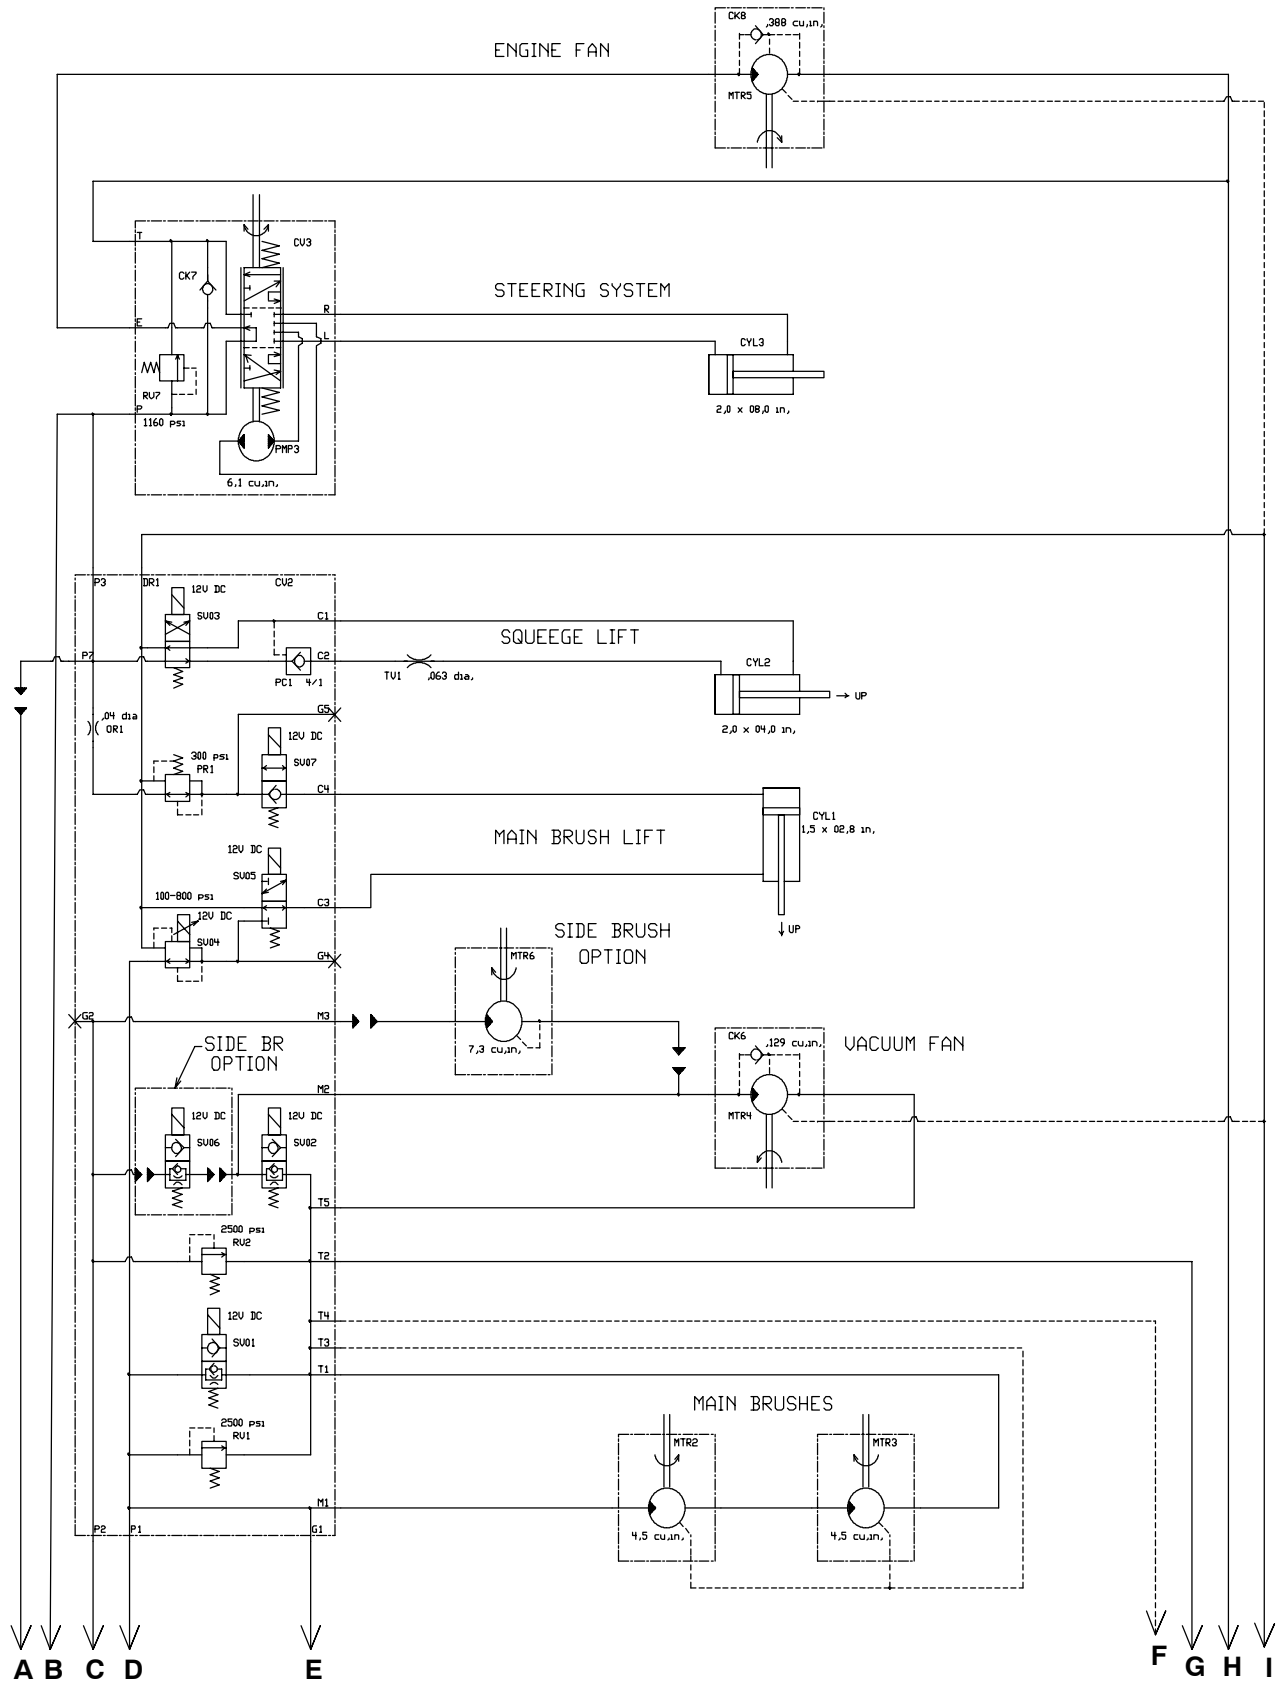 CK8
,388 cu,in,
ENGINE FAN
MTR5
T
CV3
CK7
STEERING SYSTEM
R
E
L
CYL3
RV7
P
1160 psi
2,0 x 08,0 in,
PMP3
6,1 cu,in,
P3
DR1
CV2
12V DC
SV03
C1
SQUEEGE LIFT
P7
C2
CYL2
PC1 4/1
TV1 ,063 dia,
UP
G5
,04 dia
OR1
2,0 x 04,0 in,
12V DC
300 psi
PR1
SV07
C4
CYL1
1,5 x 02,8 in,
MAIN BRUSH LIFT
12V DC
SV05
100-800 psi
C3
12V DC
SV04
UP
SIDE BRUSH
OPTION
MTR6
G4
G2
M3
SIDE BR
OPTION
7,3 cu,in,
CK6
,129 cu,in,
VACUUM FAN
M2
12V DC
12V DC
MTR4
SV06
SV02
T5
2500 psi
RV2
T2
12V DC
T4
SV01
T3
T1
MAIN BRUSHES
2500 psi
RV1
MTR2
MTR3
M1
P2
P1
G1
4,5 cu,in,
4,5 cu,in,
A B C D E F G H I